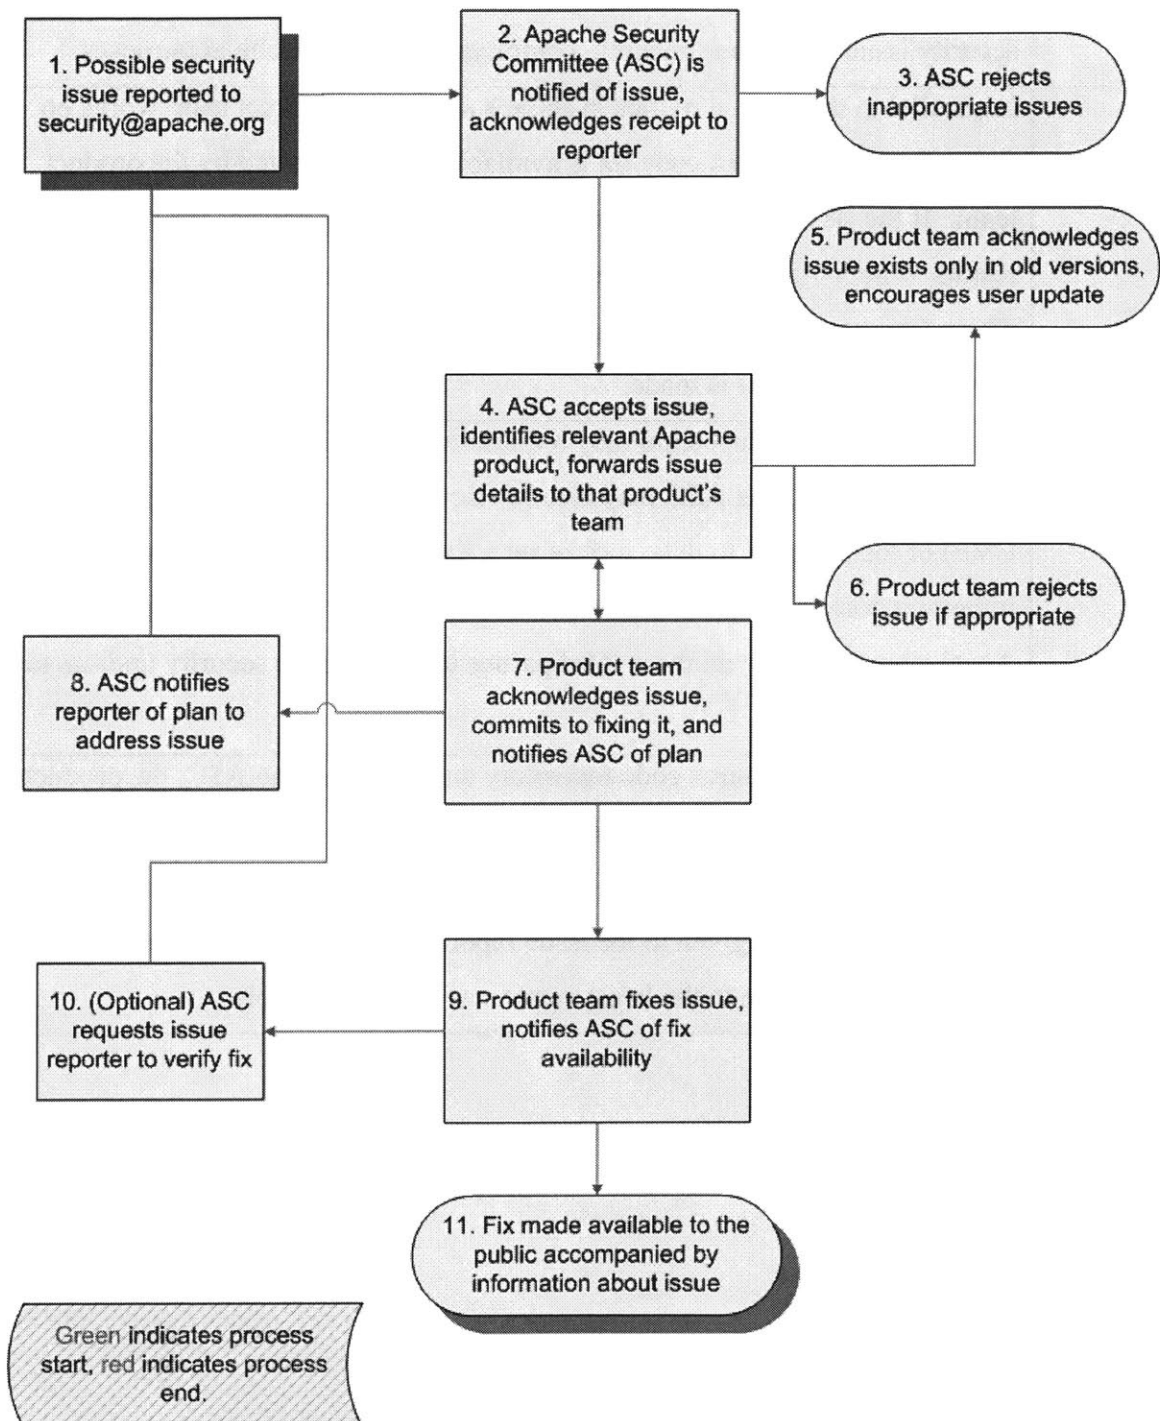 1. Possible security
issue reported to
security@apache.org
2. Apache Security
Committee (ASC) is
notified of issue,
acknowledges receipt to
reporter
3. ASC rejects
inappropriate issues
5. Product team acknowledges
issue exists only in old versions,
encourages user update
4. ASC accepts issue,
identifies relevant Apache
product, forwards issue
details to that product's
team
6. Product team rejects
issue if appropriate
7. Product team
acknowledges issue,
commits to fixing it, and
notifies ASC of plan
8. ASC notifies
reporter of plan to
address issue
9. Product team fixes issue,
notifies ASC of fix
availability
10. (Optional) ASC
requests issue
reporter to verify fix
11. Fix made available to the
public accompanied by
information about issue
Green indicates process
start, red indicates process
end.